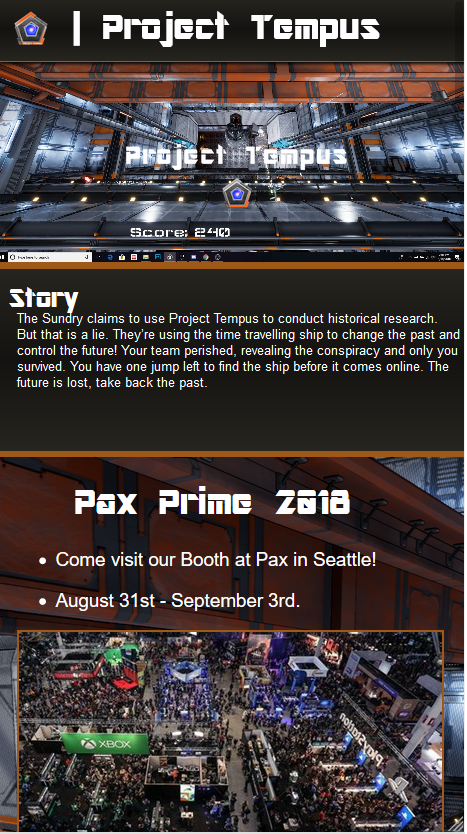 | Project Tempus
Project Tempus
Score: 240
Story
The Sundry claims to use Project Tempus to conduct historical research.
But that is a lie. They're using the time travelling ship to change the past and
control the future! Your team perished, revealing the conspiracy and only you
survived. You have one jump left to find the ship before it comes online. The
future is lost, take back the past.
Pax Prime 2018
• Come visit our Booth at Pax in Seattle!
• August 31st - September 3rd.
XBOX